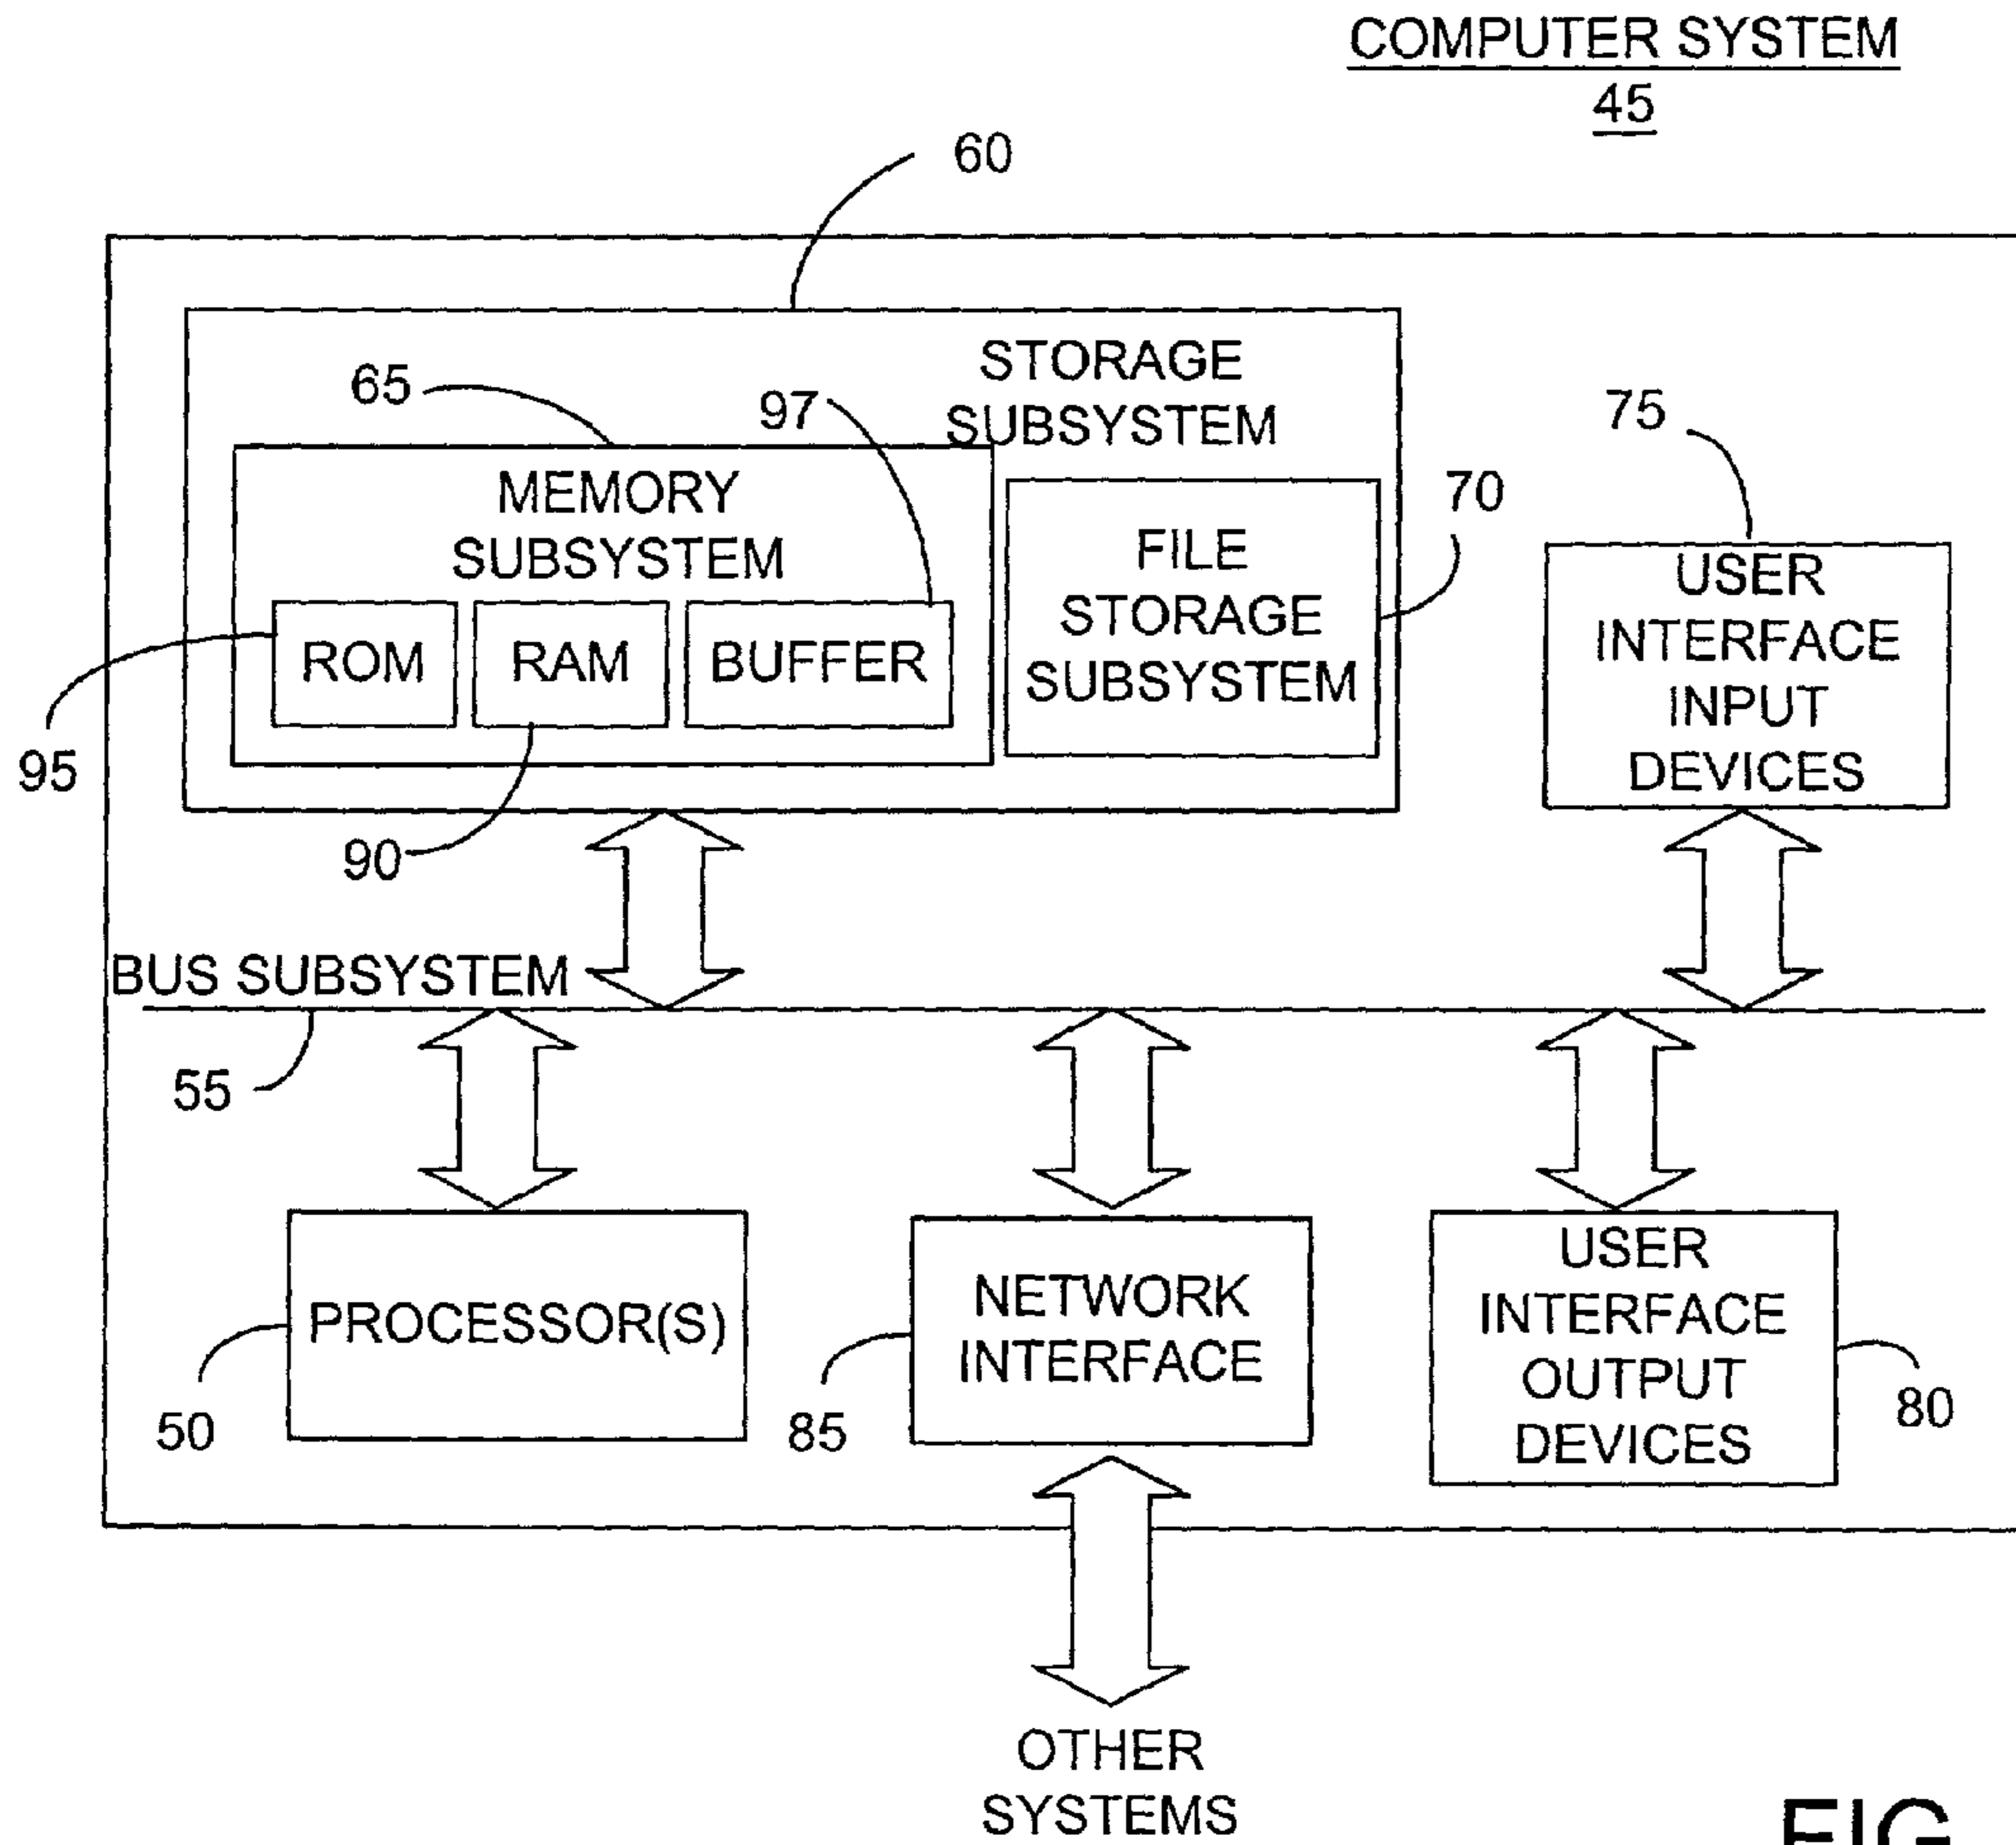 COMPUTER SYSTEM
45
60
STORAGE
SUBSYSTEM
65
97
75
70
MEMORY
SUBSYSTEM
FILE
STORAGE
SUBSYSTEM
USER
INTERFACE
INPUT
DEVICES
ROM
RAM
BUFFER
95
90
BUS SUBSYSTEM
55
PROCESSOR(S)
NETWORK
INTERFACE
USER
INTERFACE
OUTPUT
DEVICES
50
85
80
OTHER
SYSTEMS
FIG